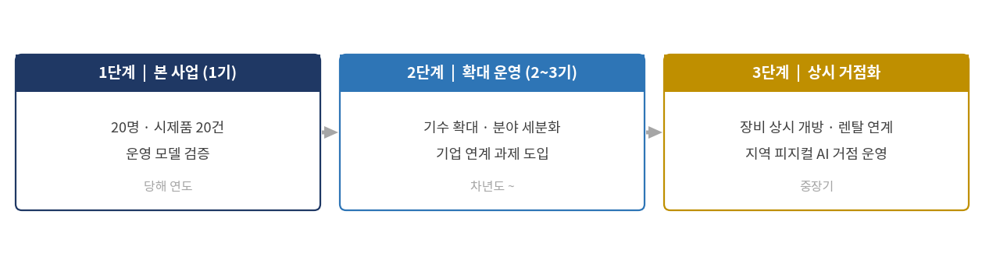 1단계 | 본 사업 (1기)
20명 · 시제품 20건
운영 모델 검증
당해 연도
2단계 | 확대 운영 (2~3기)
기수 확대 · 분야 세분화
기업 연계 과제 도입
차년도 ~
3단계 | 상시 거점화
장비 상시 개방 · 렌탈 연계
지역 피지컬 AI 거점 운영
중장기